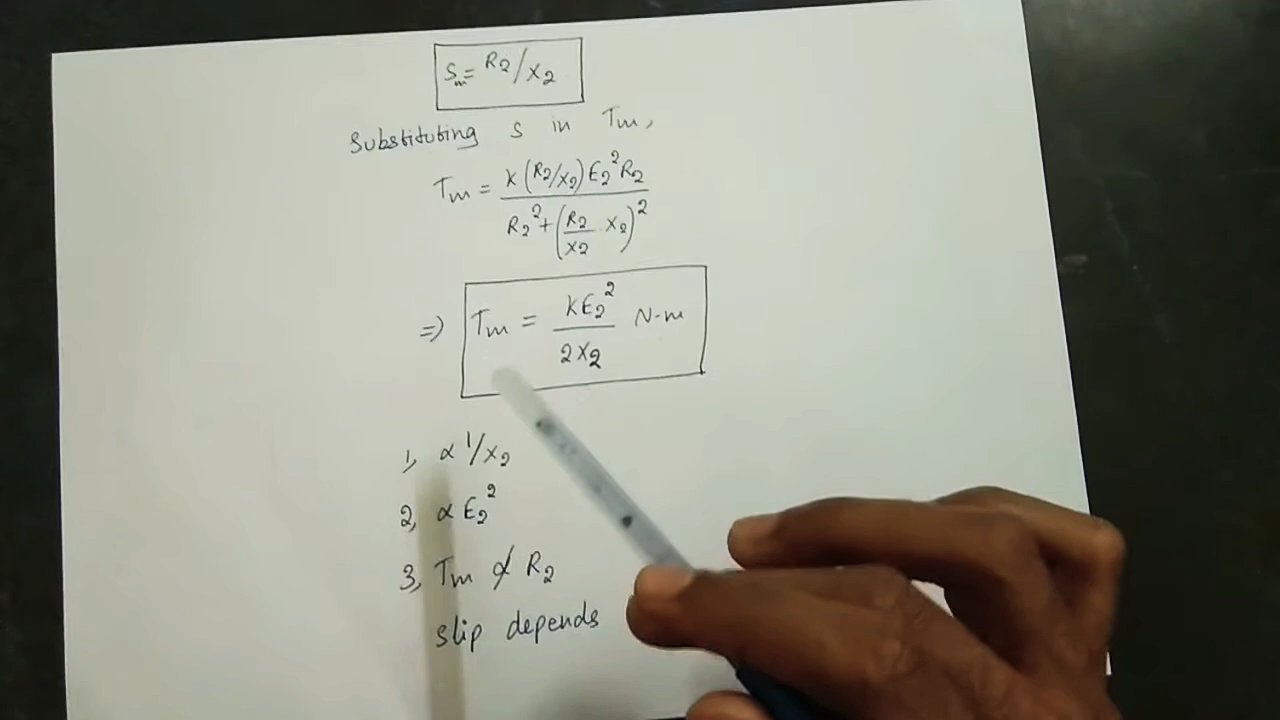 Sm = R2/X2
Substituting s in Tm,
Tm = K (R2/X2) E2² R2 / R2² + (R2/X2 · X2)²
=> Tm = KE2² / 2X2 N-m
1, ∝ 1/X2
2, ∝ E2²
3, Tm ∝̸ R2
slip depends